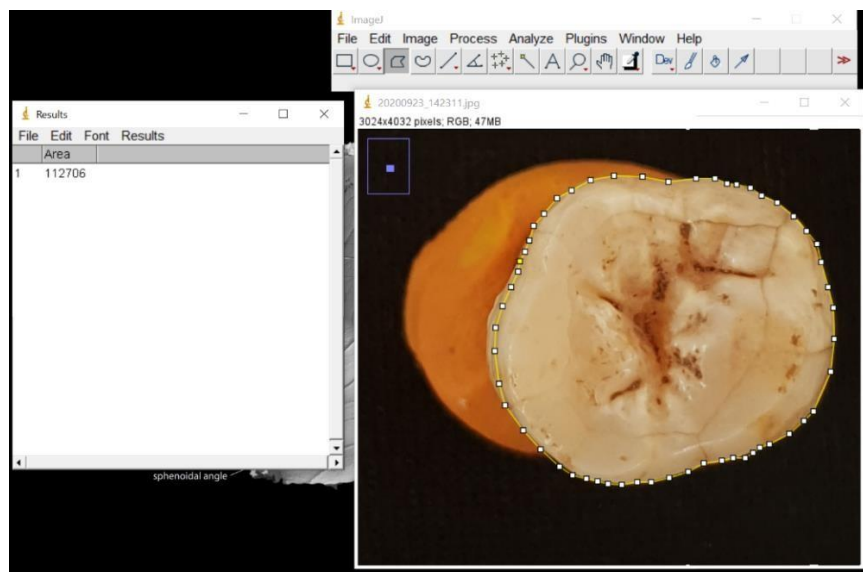 ImageJ
File Edit Image Process Analyze Plugins Window Help
Dev
Results
File Edit Font Results
Area
1 112706
20200923_142311.jpg
3024x4032 pixels; RGB; 47MB
sphenoidal angle